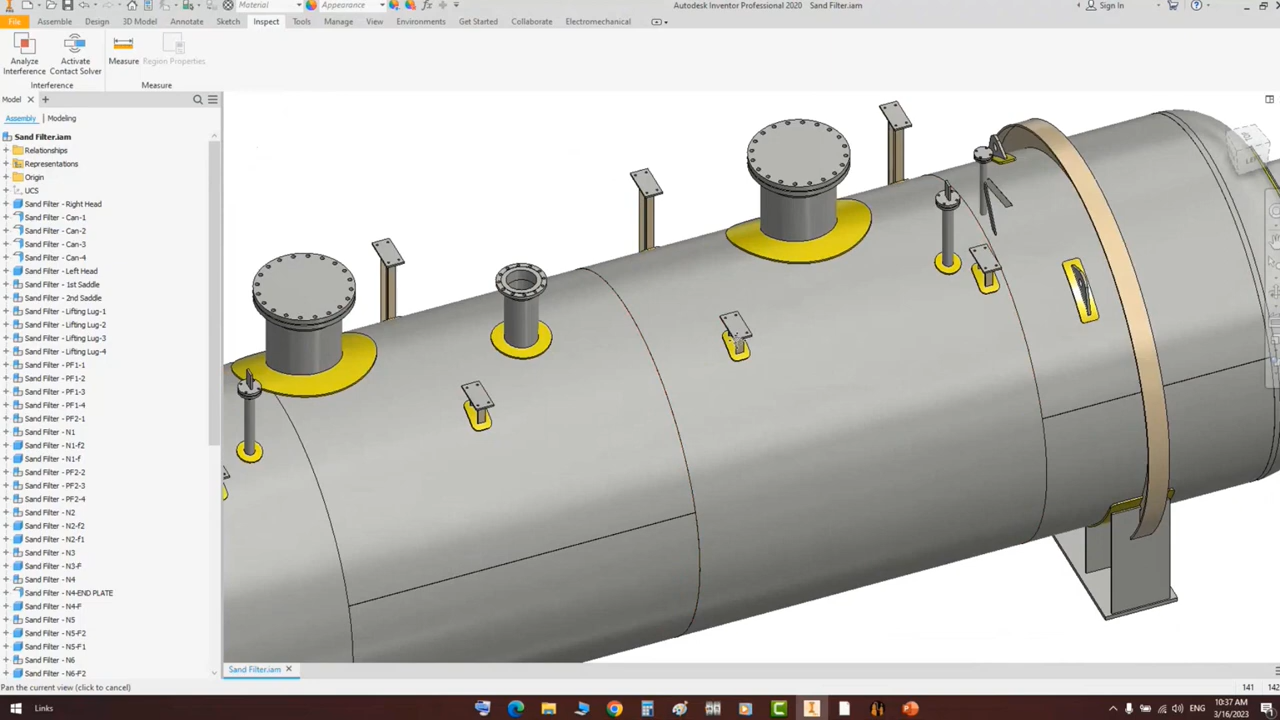 Material
Appearance
Autodesk Inventor Professional 2020 Sand Filter.iam
Sign In
File Assembly Design 3D Model Annotate Sketch Inspect Tools Manage View Environments Get Started Collaborate Electromechanical
Analyze Interference
Activate Contact Solver
Measure
Region Properties
Interference
Measure
Model
Assembly Modeling
Sand Filter.iam
Relationships
Representations
Origin
UCS
Sand Filter - Right Head
Sand Filter - Can-1
Sand Filter - Can-2
Sand Filter - Can-3
Sand Filter - Can-4
Sand Filter - Left Head
Sand Filter - 1st Saddle
Sand Filter - 2nd Saddle
Sand Filter - Lifting Lug-1
Sand Filter - Lifting Lug-2
Sand Filter - Lifting Lug-3
Sand Filter - Lifting Lug-4
Sand Filter - PF1-1
Sand Filter - PF1-2
Sand Filter - PF1-3
Sand Filter - PF1-4
Sand Filter - PF2-1
Sand Filter - N1
Sand Filter - N1-f2
Sand Filter - N1-f
Sand Filter - PF2-2
Sand Filter - PF2-3
Sand Filter - PF2-4
Sand Filter - N2
Sand Filter - N2-f2
Sand Filter - N2-f1
Sand Filter - N3
Sand Filter - N3-F
Sand Filter - N4
Sand Filter - N4-END PLATE
Sand Filter - N4-F
Sand Filter - N5
Sand Filter - N5-F2
Sand Filter - N5-F1
Sand Filter - N6
Sand Filter - N6-F2
Sand Filter.iam
Pan the current view (click to cancel)
141 142
Links
10:37 AM
3/16/2023